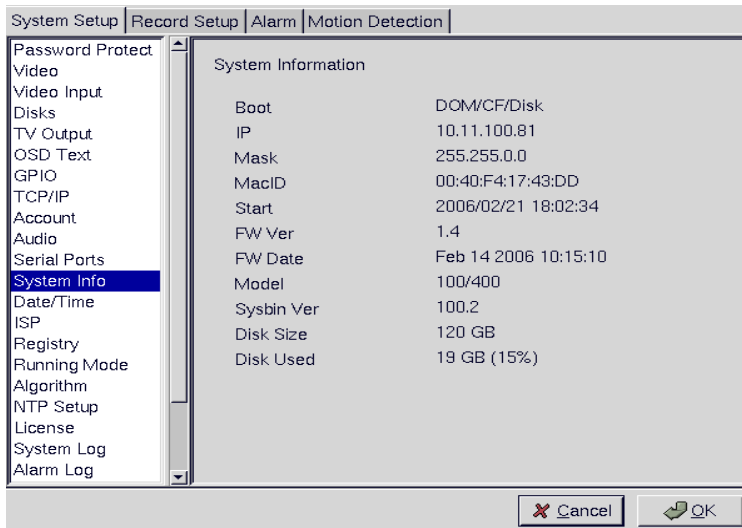 System Setup Record Setup Alarm Motion Detection
Password Protect
Video
Video Input
Disks
TV Output
OSD Text
GPIO
TCP/IP
Account
Audio
Serial Ports
System Info
Date/Time
ISP
Registry
Running Mode
Algorithm
NTP Setup
License
System Log
Alarm Log
System Information
Boot DOM/CF/Disk
IP 10.11.100.81
Mask 255.255.0.0
MacID 00:40:F4:17:43:DD
Start 2006/02/21 18:02:34
FW Ver 1.4
FW Date Feb 14 2006 10:15:10
Model 100/400
Sysbin Ver 100.2
Disk Size 120 GB
Disk Used 19 GB (15%)
Cancel OK